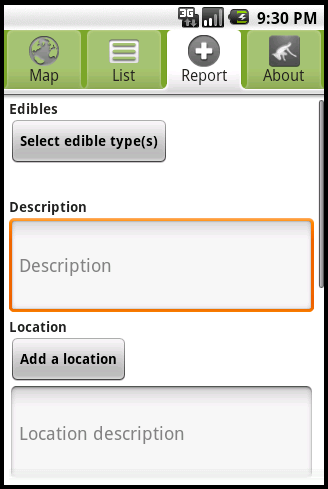 3G 9:30 PM
Map List Report About
Edibles
Select edible type(s)
Description
Description
Location
Add a location
Location description